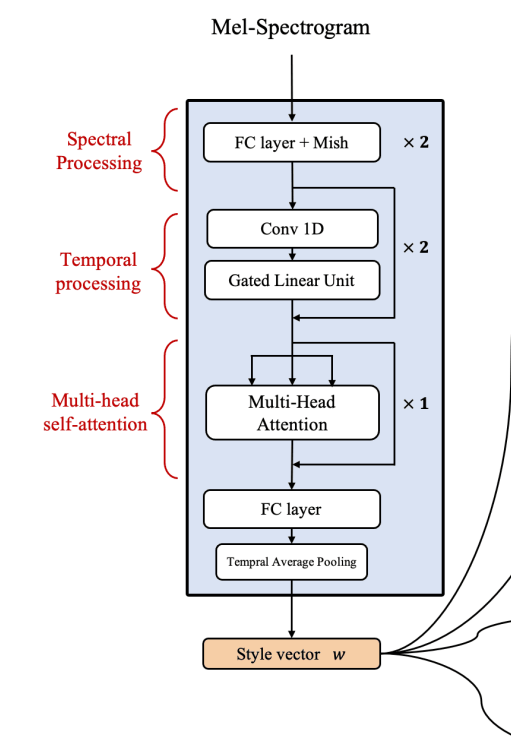 Mel-Spectrogram
Spectral
Processing
FC layer + Mish
× 2
Temporal
processing
Conv 1D
Gated Linear Unit
× 2
Multi-head
self-attention
Multi-Head
Attention
× 1
FC layer
Tempral Average Pooling
Style vector w